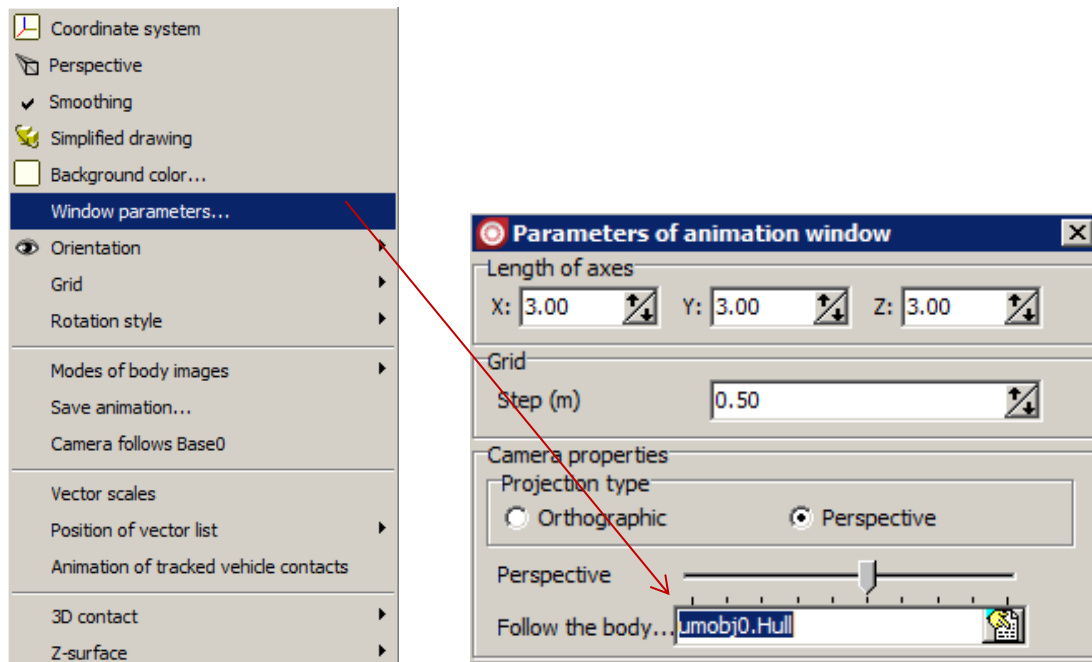 Coordinate system
Perspective
Smoothing
Simplified drawing
Background color...
Window parameters...
Orientation
Grid
Rotation style
Modes of body images
Save animation...
Camera follows Base0
Vector scales
Position of vector list
Animation of tracked vehicle contacts
3D contact
Z-surface
Parameters of animation window
Length of axes
X: 3.00 Y: 3.00 Z: 3.00
Grid
Step (m) 0.50
Camera properties
Projection type
Orthographic Perspective
Perspective
Follow the body... umobj0.Hull